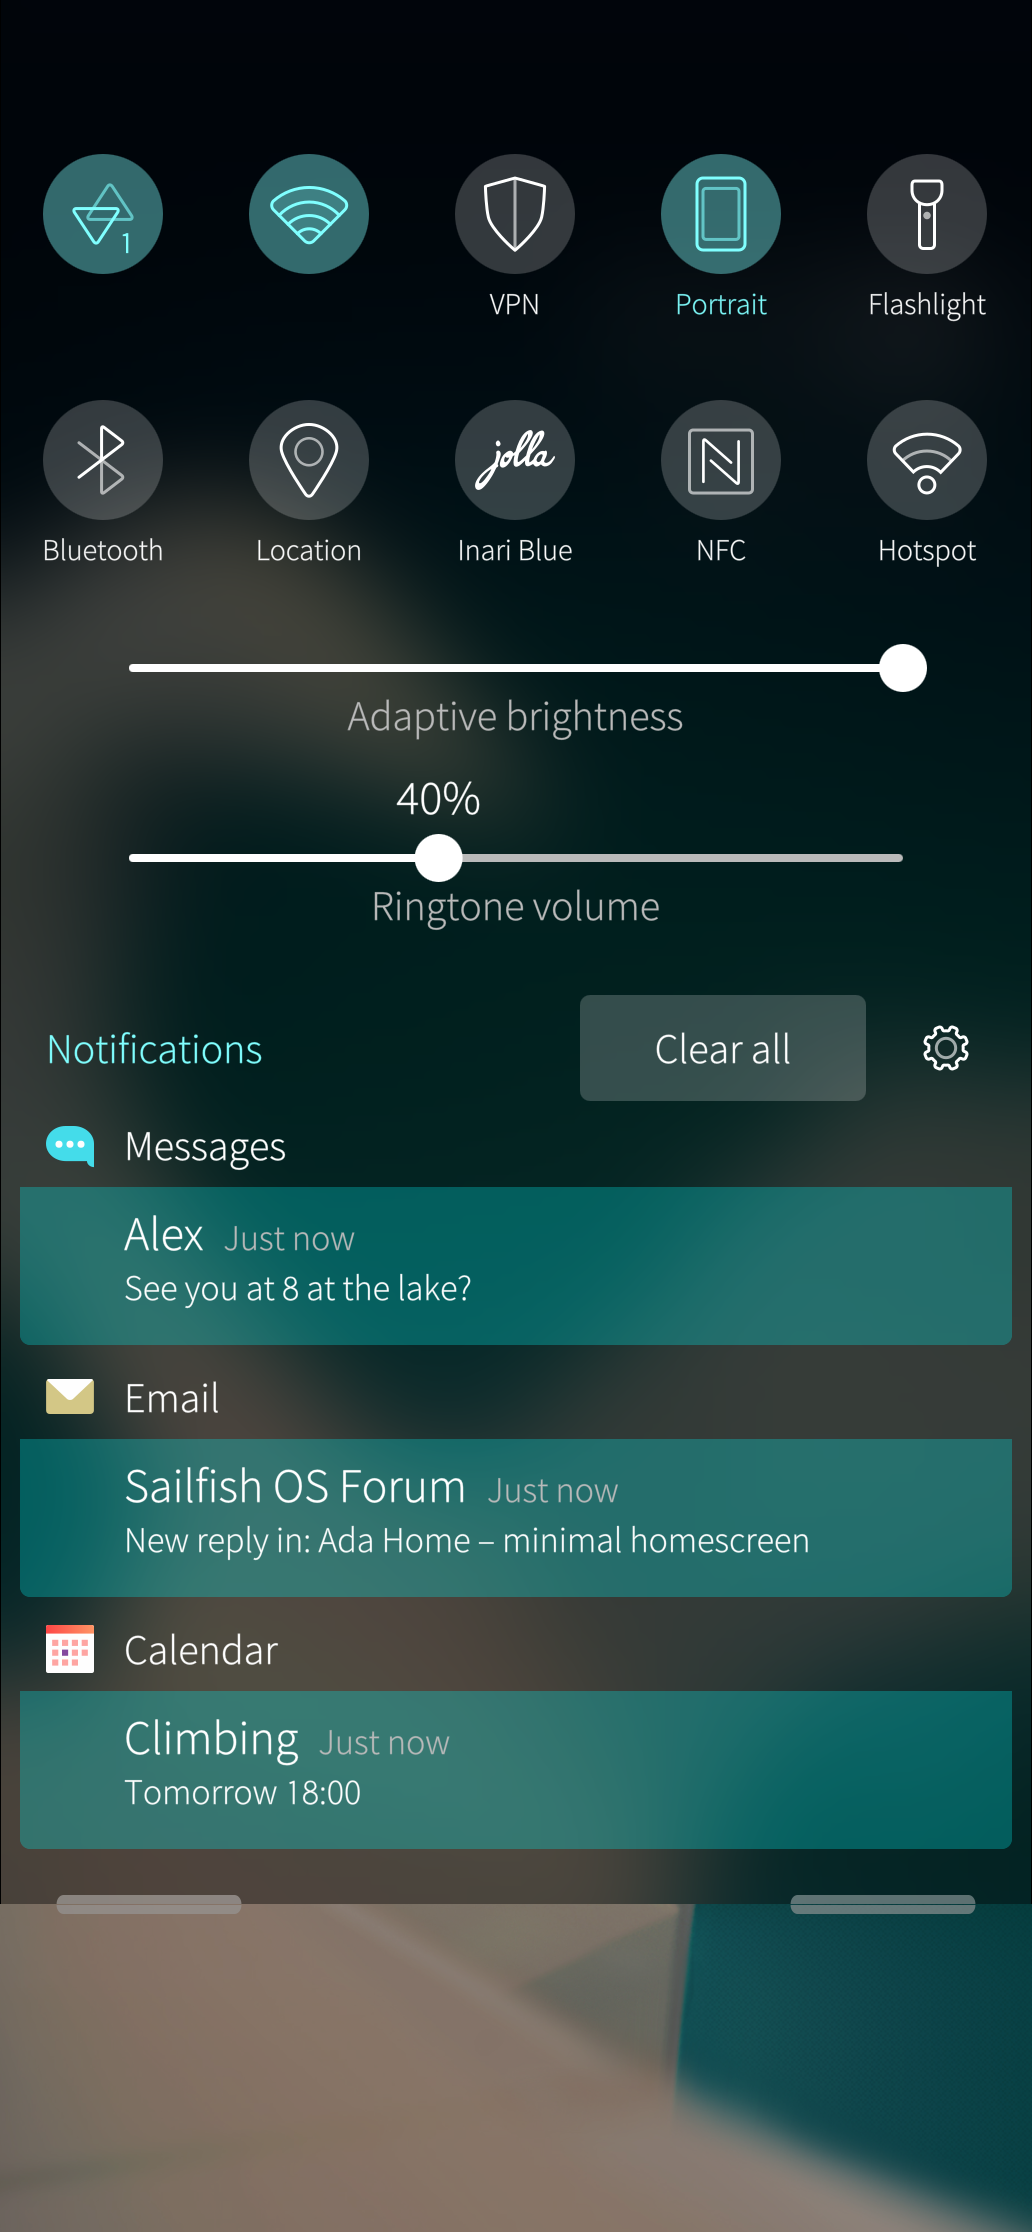 1
VPN Portrait Flashlight
jolla
Bluetooth Location Inari Blue NFC Hotspot
Adaptive brightness
40%
Ringtone volume
Notifications Clear all
Messages
Alex Just now
See you at 8 at the lake?
Email
Sailfish OS Forum Just now
New reply in: Ada Home – minimal homescreen
Calendar
Climbing Just now
Tomorrow 18:00